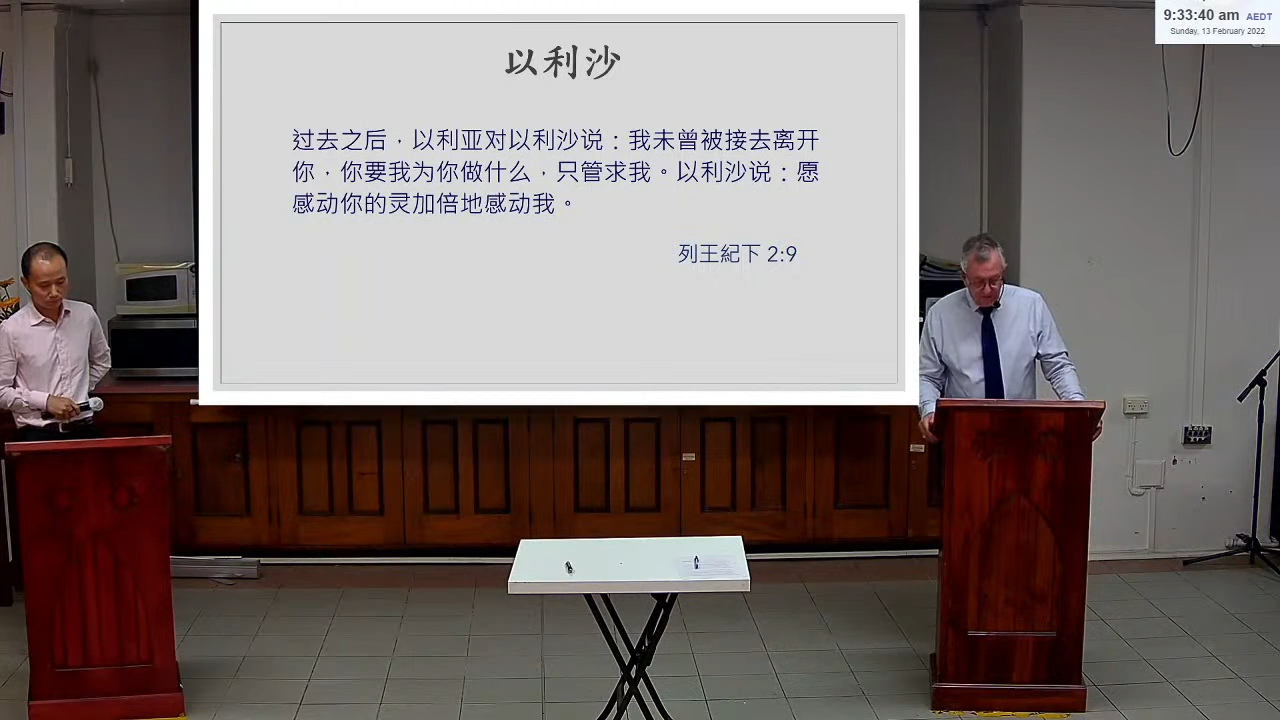 9:33:40 am AEDT
Sunday, 13 February 2022
以利沙
过去之后，以利亚对以利沙说：我未曾被接去离开
你，你要我为你做什么，只管求我。以利沙说：愿
感动你的灵加倍地感动我。
列王紀下 2:9